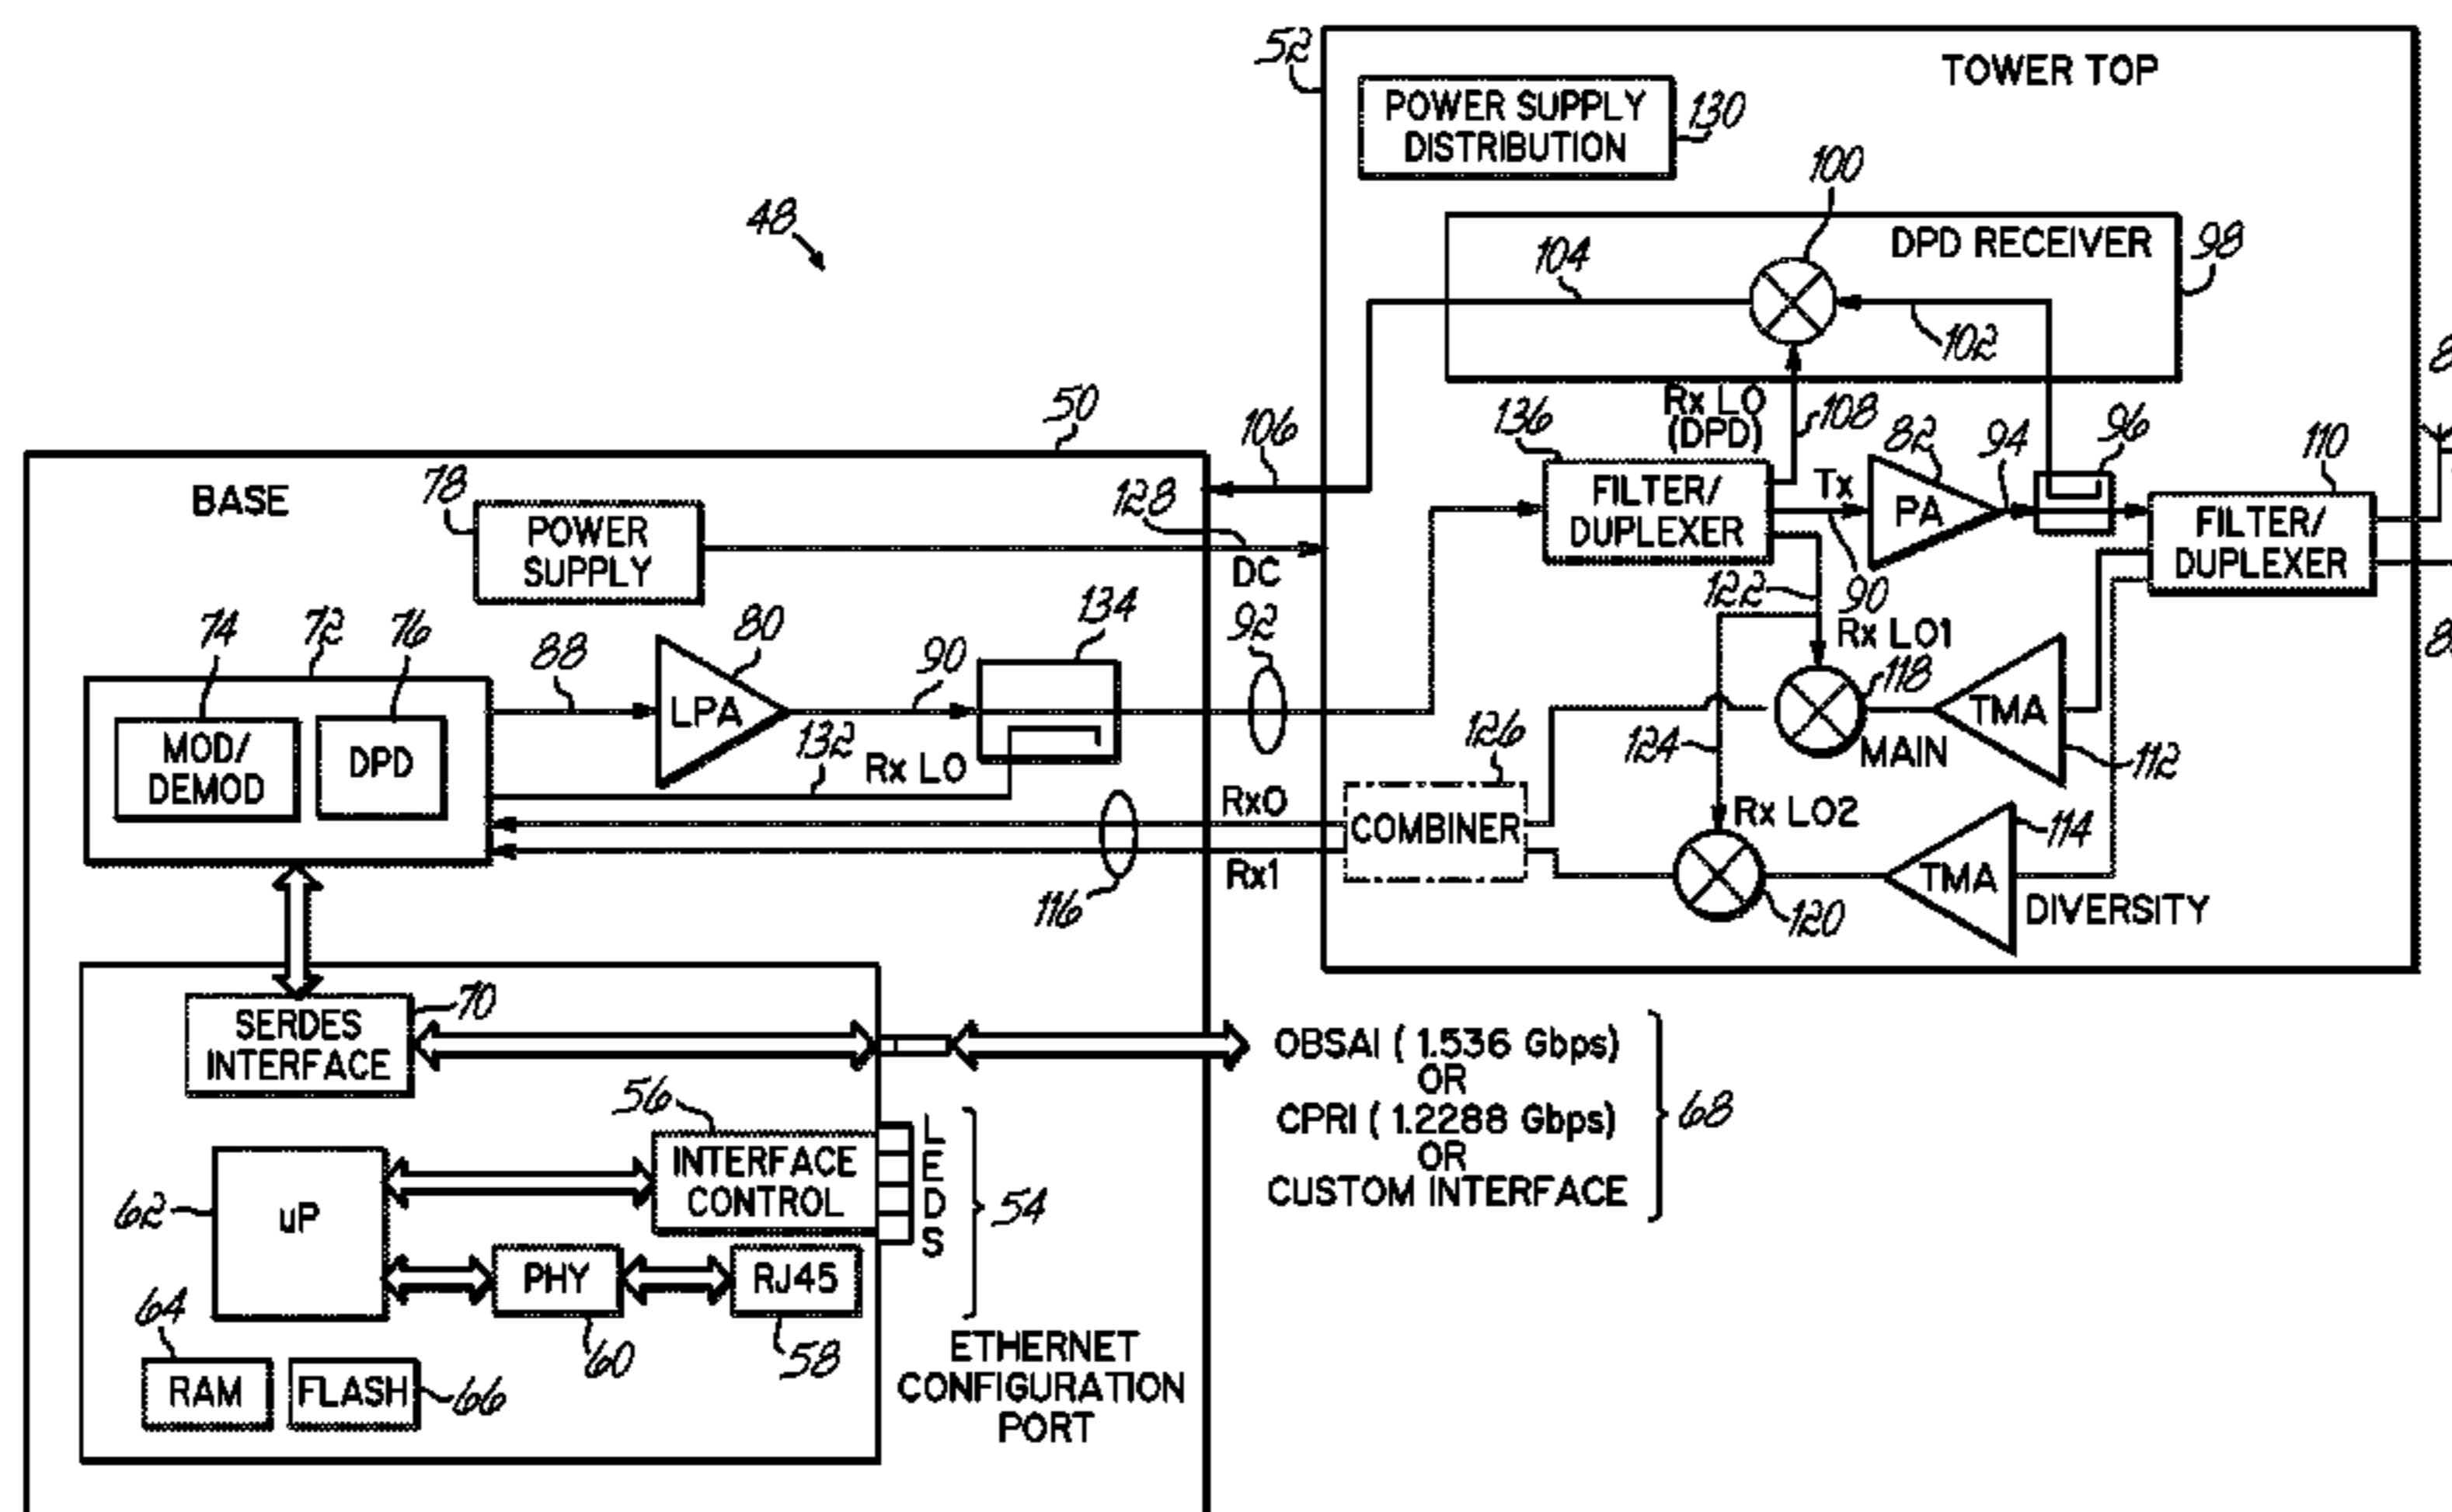 52
TOWER TOP
POWER SUPPLY
DISTRIBUTION
130
100
48
DPD RECEIVER
98
104
102
50
106
136
Rx LO
(DPD)
108
82
94
96
110
BASE
78
POWER
SUPPLY
128
DC
FILTER/
DUPLEXER
Tx
PA
FILTER/
DUPLEXER
122
90
74
72
76
88
80
90
134
92
Rx LO1
118
LPA
TMA
MOD/
DEMOD
DPD
132
Rx LO
126
124
MAIN
112
Rx0
COMBINER
Rx LO2
114
Rx1
116
TMA
120
DIVERSITY
70
SERDES
INTERFACE
OBSAI ( 1.536 Gbps)
OR
CPRI ( 1.2288 Gbps)
OR
CUSTOM INTERFACE
68
56
INTERFACE
CONTROL
LEDS
54
62
uP
PHY
RJ45
64
60
58
RAM
FLASH
66
ETHERNET
CONFIGURATION
PORT